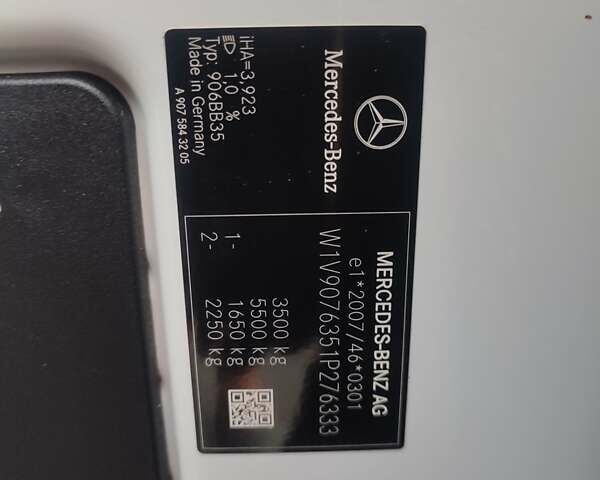 Mercedes-Benz
iHA=3,923
1,0 %
Typ: 906BB35
Made in Germany
A 907 584 32 05
MERCEDES-BENZ AG
e1*2007/46*0301
W1V9076351P276333
3500 kg
5500 kg
1- 1650 kg
2- 2250 kg